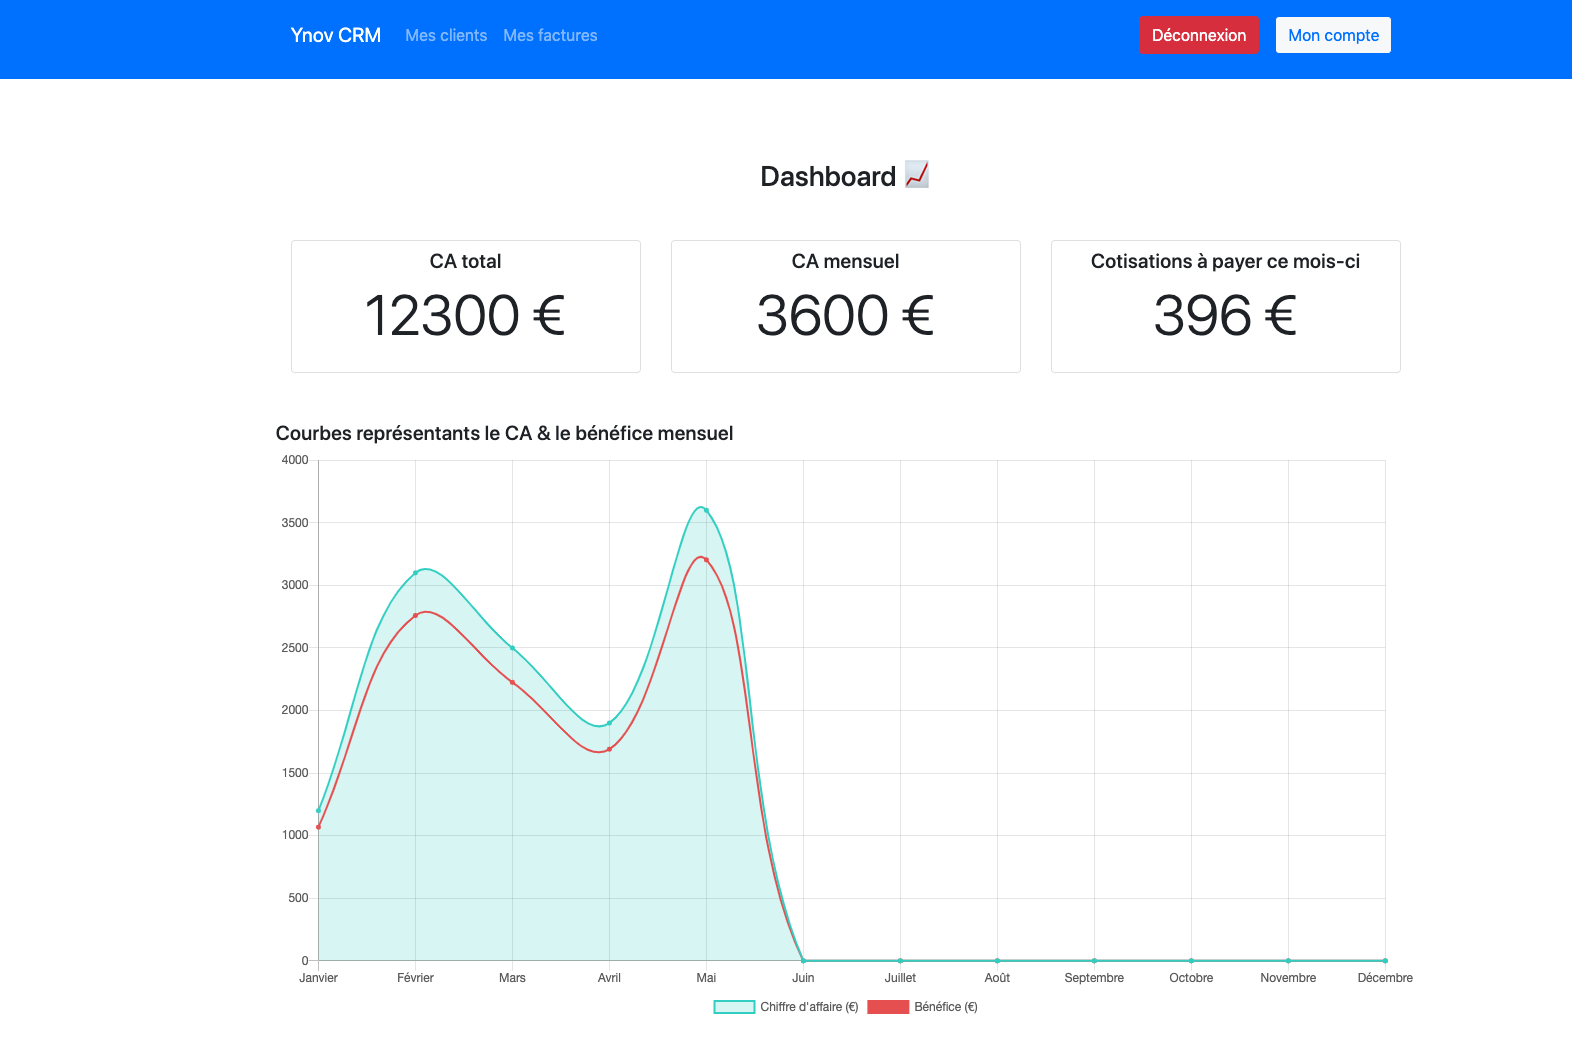 Ynov CRM Mes clients Mes factures Déconnexion Mon compte
Dashboard
CA total
12300 €
CA mensuel
3600 €
Cotisations à payer ce mois-ci
396 €
Courbes représentants le CA & le bénéfice mensuel
4000
3500
3000
2500
2000
1500
1000
500
0
Janvier Février Mars Avril Mai Juin Juillet Août Septembre Octobre Novembre Décembre
Chiffre d'affaire (€) Bénéfice (€)